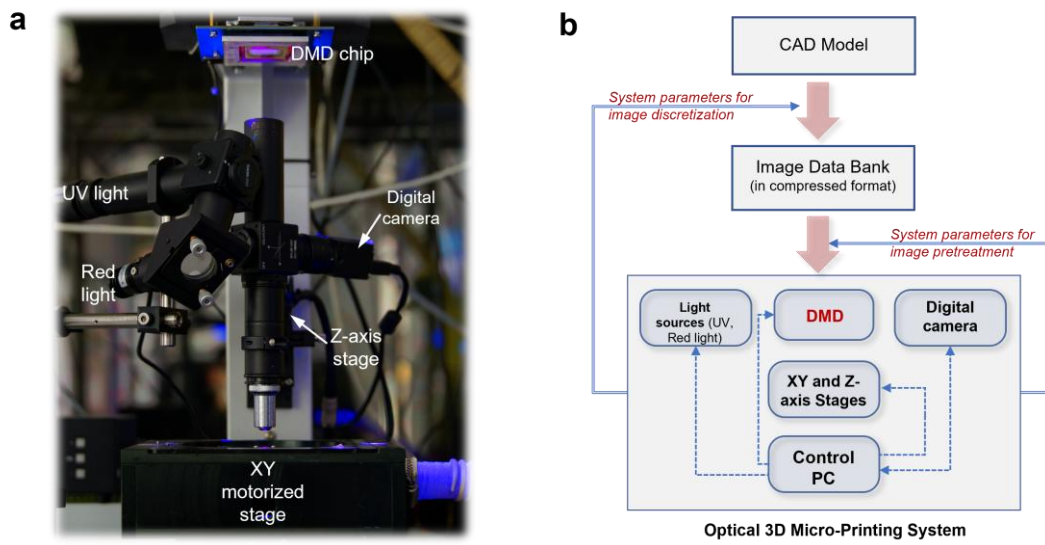 a
DMD chip
UV light
Digital
camera
Red
light
Z-axis
stage
XY
motorized
stage
b
CAD Model
System parameters for
image discretization
Image Data Bank
(in compressed format)
System parameters for
image pretreatment
Light
sources (UV,
Red light)
DMD
Digital
camera
XY and Z-
axis Stages
Control
PC
Optical 3D Micro-Printing System